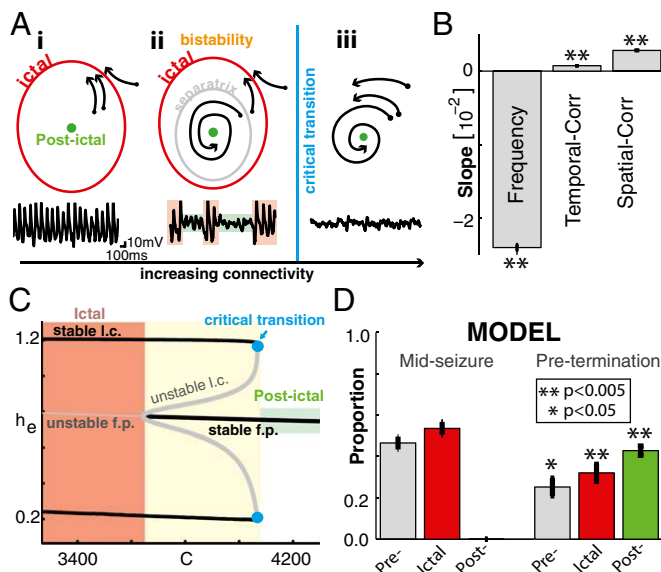 A
i
ii
iii
bistability
ictal
ictal
separatrix
Post-ictal
critical transition
10mV
100ms
increasing connectivity
B
** **
0
-2
Slope [10⁻²]
Frequency
Temporal-Corr
Spatial-Corr
**
C
Ictal
critical transition
1.2
stable l.c.
unstable l.c.
Post-ictal
hₑ
unstable f.p.
stable f.p.
0.2
3400 C 4200
D
MODEL
1.0
Mid-seizure Pre-termination
** p<0.005
* p<0.05
Proportion
0.2
0.0
* ** **
Pre- Ictal Post- Pre- Ictal Post-